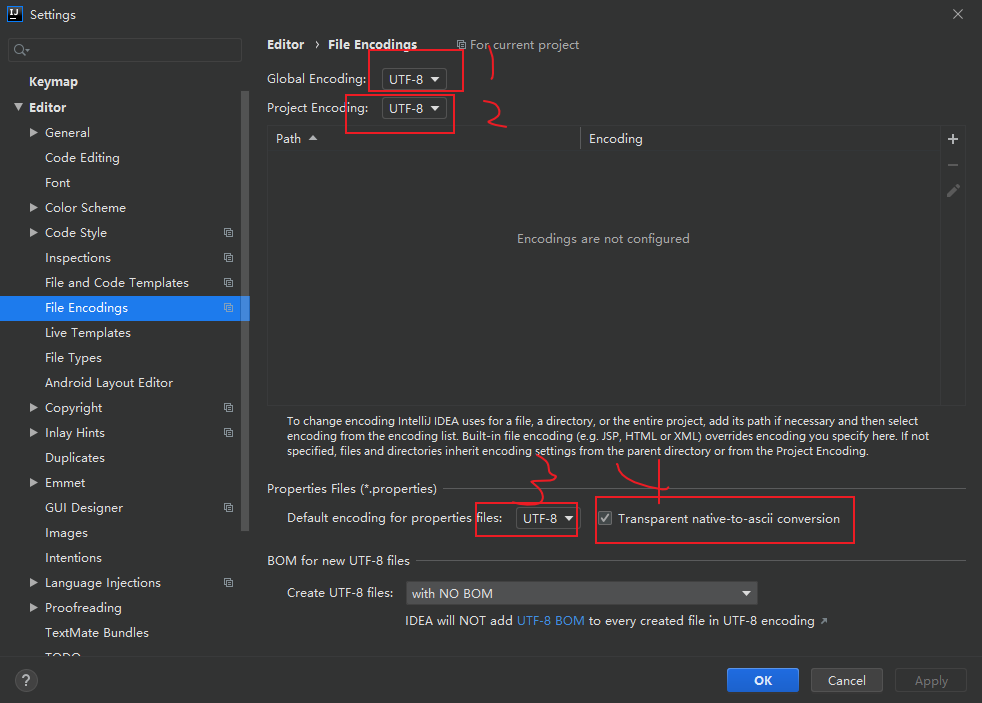 Settings
Editor › File Encodings For current project
Keymap
Global Encoding: UTF-8 1
Editor
Project Encoding: UTF-8 2
General
Path Encoding
Code Editing
Font
Color Scheme
Code Style
Encodings are not configured
Inspections
File and Code Templates
File Encodings
Live Templates
File Types
Android Layout Editor
Copyright
To change encoding IntelliJ IDEA uses for a file, a directory, or the entire project, add its path if necessary and then select
encoding from the encoding list. Built-in file encoding (e.g. JSP, HTML or XML) overrides encoding you specify here. If not
specified, files and directories inherit encoding settings from the parent directory or from the Project Encoding.
Inlay Hints
Duplicates
Emmet
3 4
Properties Files (*.properties)
GUI Designer
Default encoding for properties files: UTF-8 Transparent native-to-ascii conversion
Images
Intentions
BOM for new UTF-8 files
Language Injections
Create UTF-8 files: with NO BOM
Proofreading
IDEA will NOT add UTF-8 BOM to every created file in UTF-8 encoding
TextMate Bundles
TODO
? OK Cancel Apply